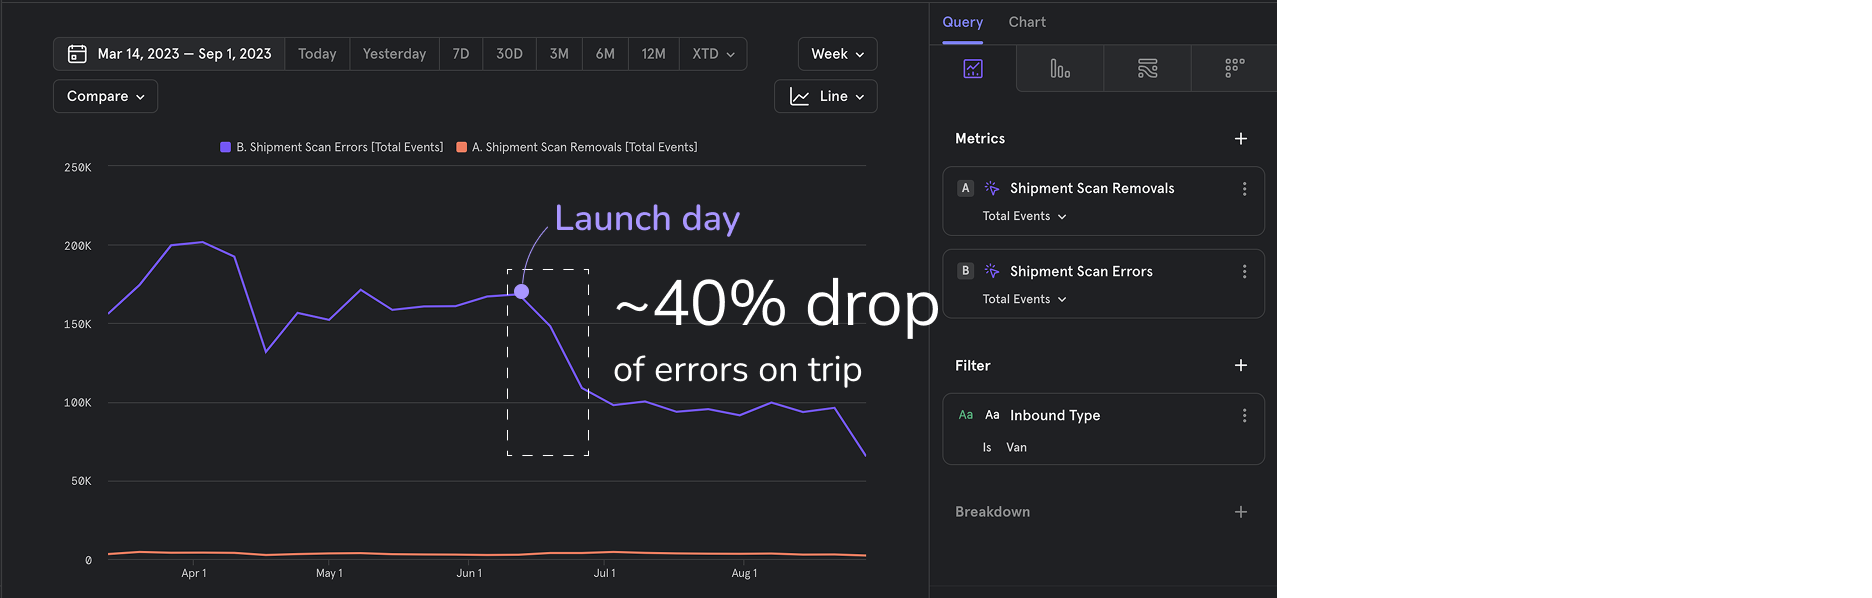 Query Chart
Mar 14, 2023 — Sep 1, 2023 Today Yesterday 7D 30D 3M 6M 12M XTD Week
Compare Line
B. Shipment Scan Errors [Total Events] A. Shipment Scan Removals [Total Events]
250K
200K
150K
100K
50K
0
Apr 1 May 1 Jun 1 Jul 1 Aug 1
Launch day
~40% drop
of errors on trip
Metrics
A Shipment Scan Removals
Total Events
B Shipment Scan Errors
Total Events
Filter
Aa Aa Inbound Type
Is Van
Breakdown